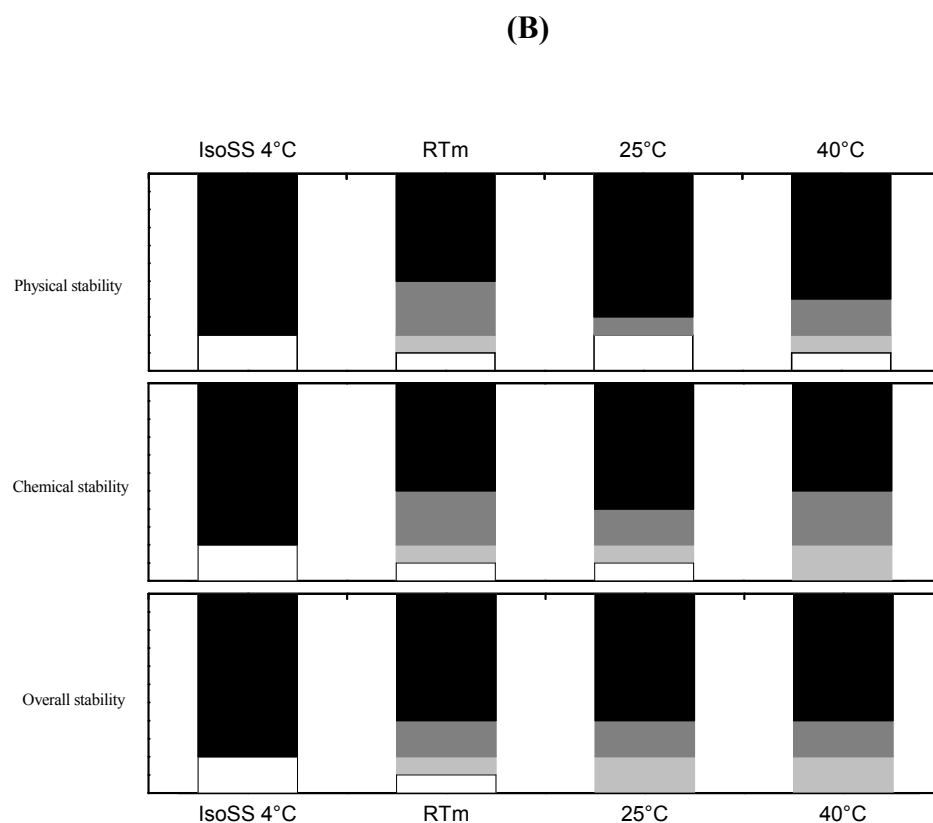 (B)
IsoSS 4°C RTm 25°C 40°C
Physical stability
Chemical stability
Overall stability
IsoSS 4°C RTm 25°C 40°C